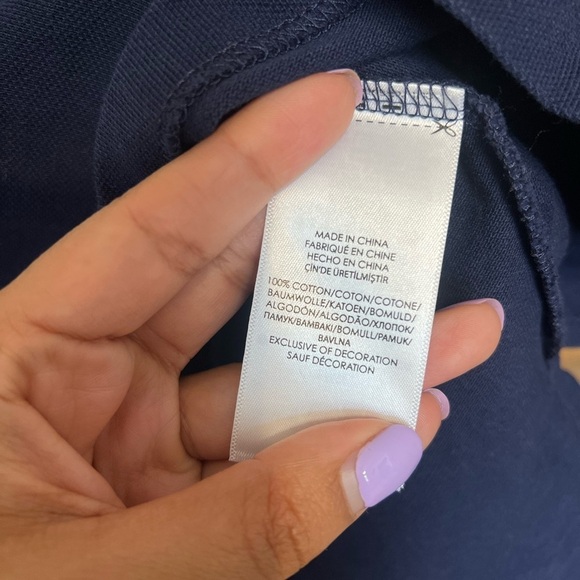 MADE IN CHINA
FABRIQUÉ EN CHINE
HECHO EN CHINA
ÇİN'DE ÜRETİLMİŞTİR
100% COTTON/COTON/COTONE/
BAUMWOLLE/KATOEN/BOMULD/
ALGODÓN/ALGODÃO/ХЛОПОК/
ПАМУК/ΒΑΜΒΑΚΙ/BOMULL/PAMUK/
BAVLNA
EXCLUSIVE OF DECORATION
SAUF DÉCORATION